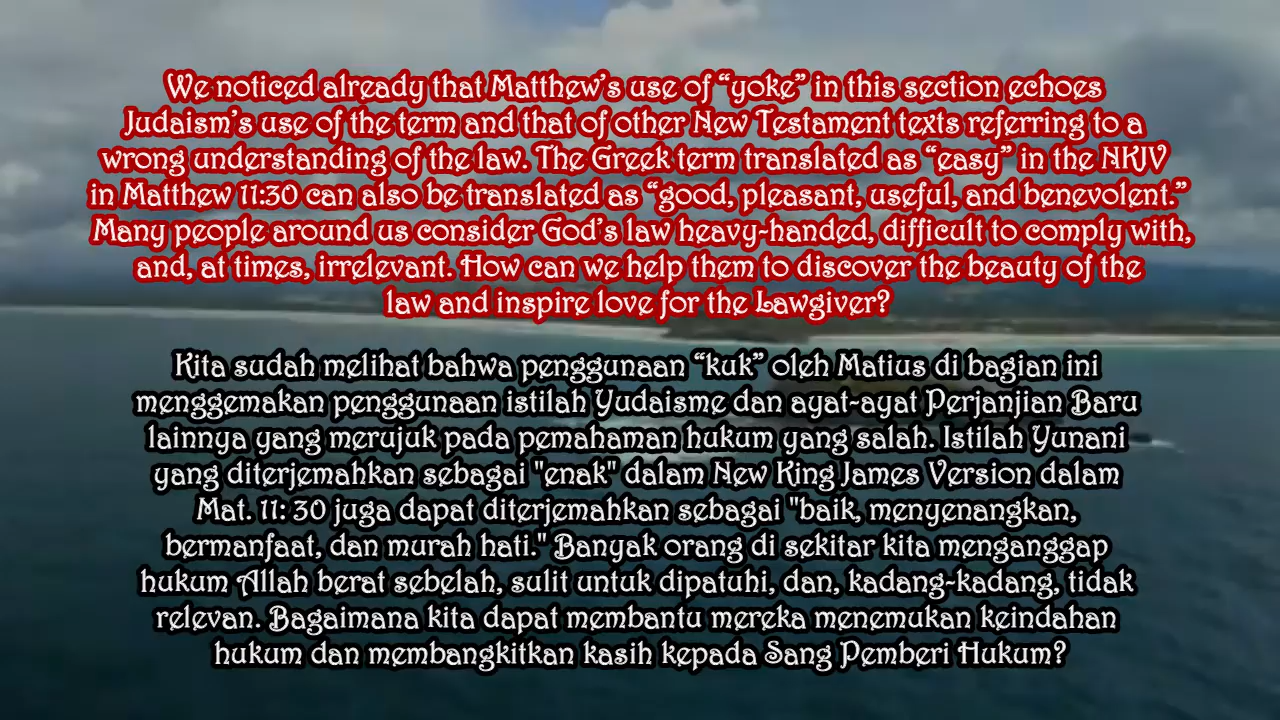 We noticed already that Matthew’s use of “yoke” in this section echoes
Judaism’s use of the term and that of other New Testament texts referring to a
wrong understanding of the law. The Greek term translated as “easy” in the NKJV
in Matthew 11:30 can also be translated as “good, pleasant, useful, and benevolent.”
Many people around us consider God’s law heavy-handed, difficult to comply with,
and, at times, irrelevant. How can we help them to discover the beauty of the
law and inspire love for the Lawgiver?
Kita sudah melihat bahwa penggunaan “kuk” oleh Matius di bagian ini
menggemakan penggunaan istilah Yudaisme dan ayat-ayat Perjanjian Baru
lainnya yang merujuk pada pemahaman hukum yang salah. Istilah Yunani
yang diterjemahkan sebagai "enak" dalam New King James Version dalam
Mat. 11: 30 juga dapat diterjemahkan sebagai "baik, menyenangkan,
bermanfaat, dan murah hati." Banyak orang di sekitar kita menganggap
hukum Allah berat sebelah, sulit untuk dipatuhi, dan, kadang-kadang, tidak
relevan. Bagaimana kita dapat membantu mereka menemukan keindahan
hukum dan membangkitkan kasih kepada Sang Pemberi Hukum?